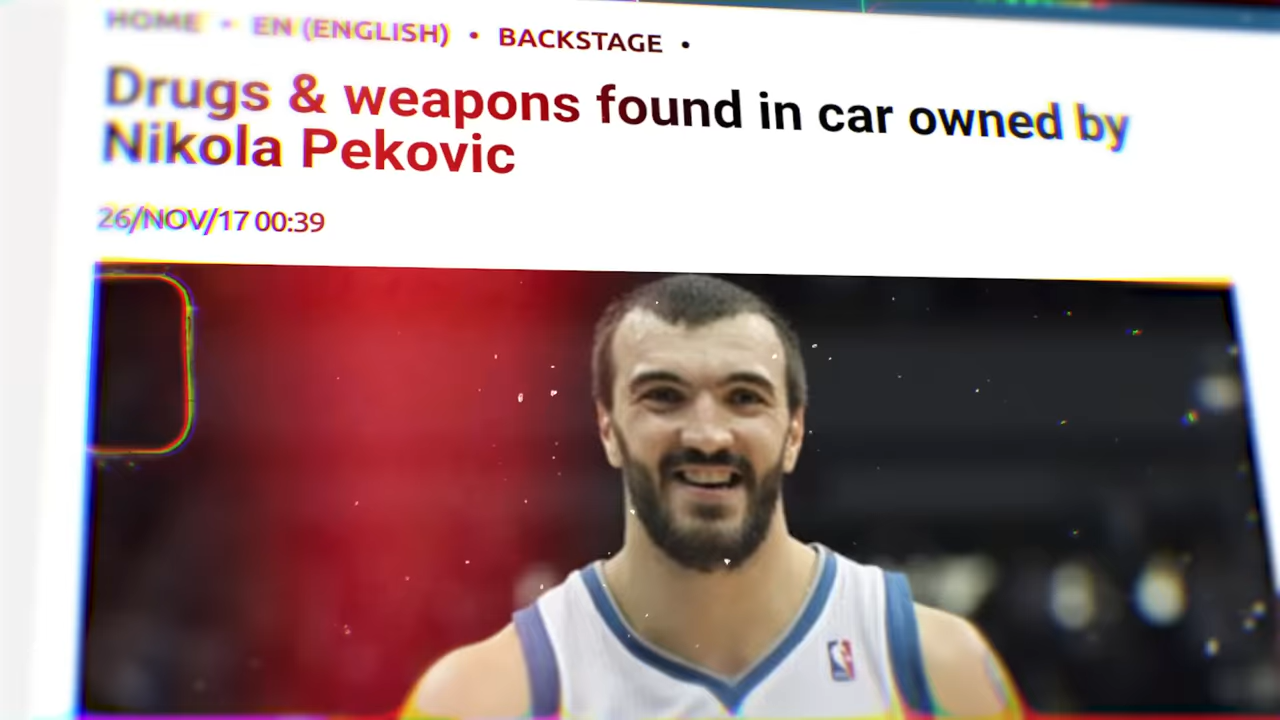 HOME • EN (ENGLISH) • BACKSTAGE •
Drugs & weapons found in car owned by
Nikola Pekovic
26/NOV/17 00:39